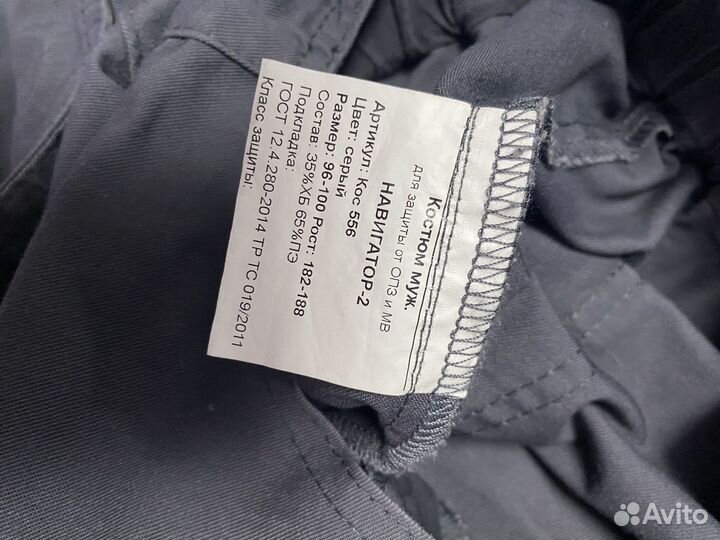 Костюм муж.
для защиты от ОПЗ и МВ
НАВИГАТОР-2
Артикул: Кос 556
Цвет: серый
Размер: 96-100 Рост: 182-188
Состав: 35%ХБ 65%ПЭ
Подкладка:
ГОСТ 12.4.280-2014 ТР ТС 019/2011
Класс защиты:
Avito